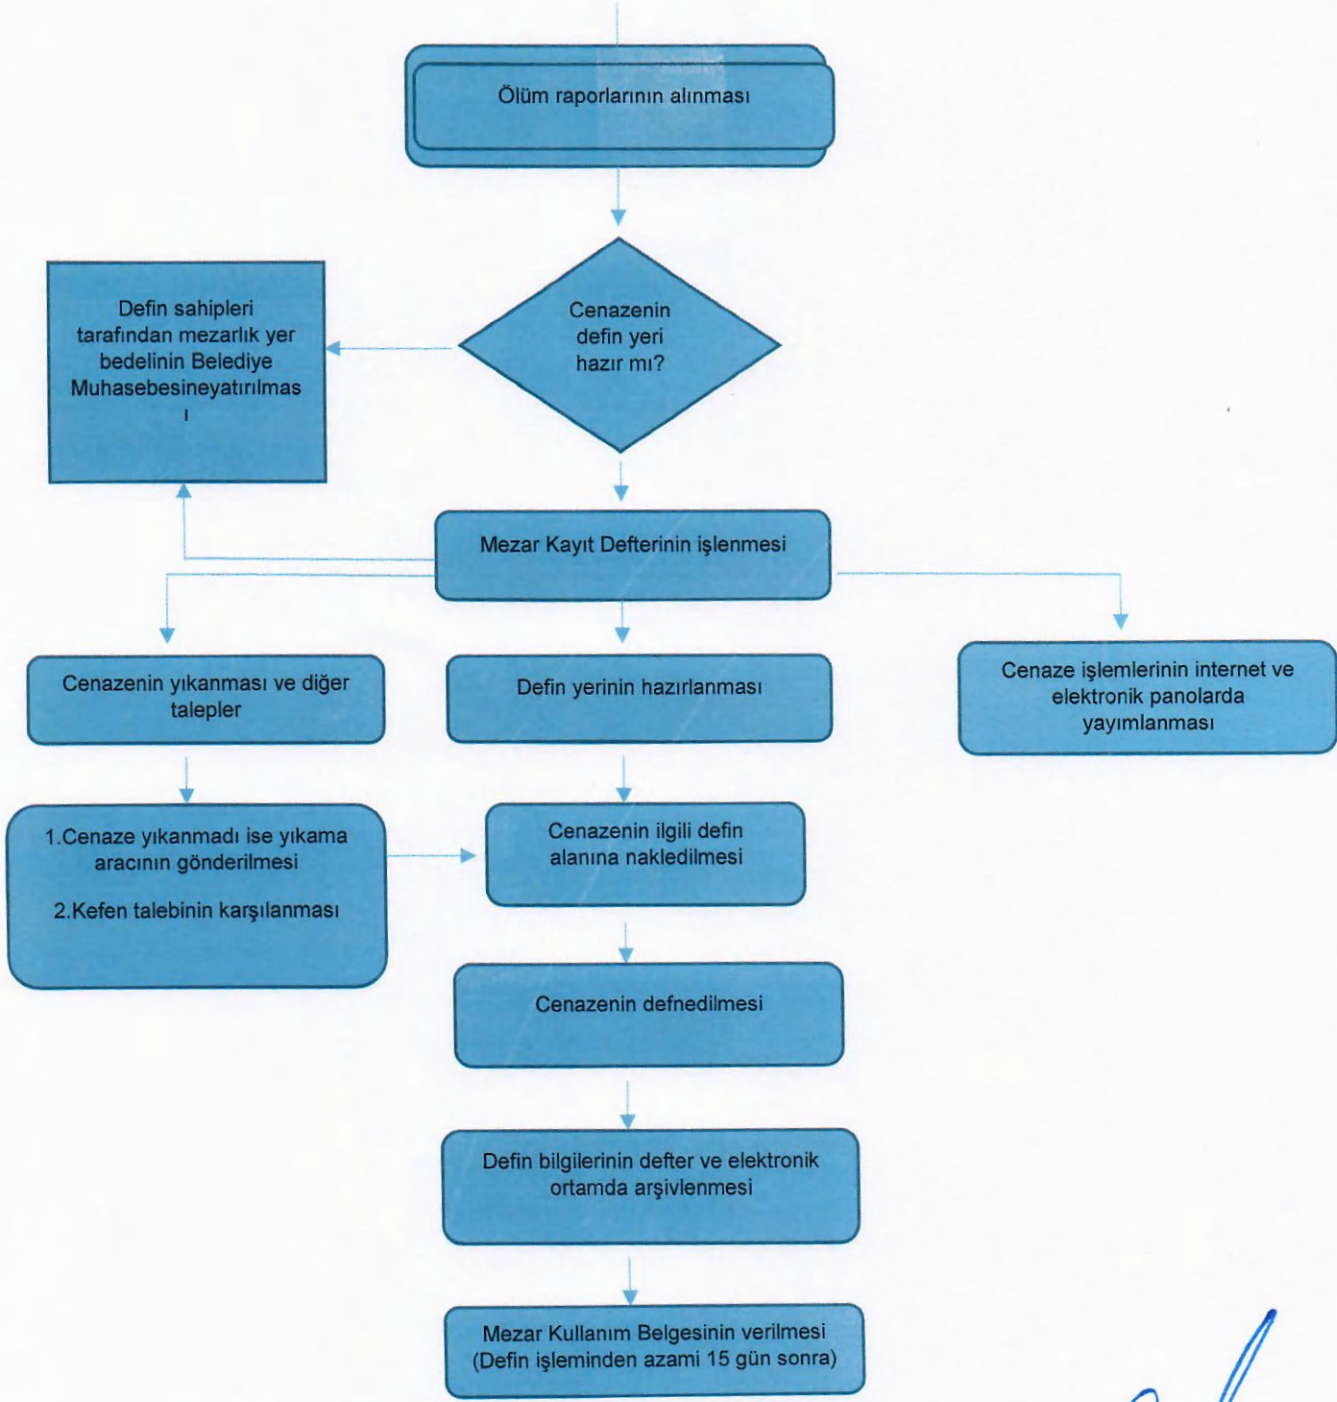 Ölüm raporlarının alınması
Defin sahipleri
tarafından mezarlık yer
bedelinin Belediye
Muhasebesineyatırılmas
ı
Cenazenin
defin yeri
hazır mı?
Mezar Kayıt Defterinin işlenmesi
Cenazenin yıkanması ve diğer
talepler
Defin yerinin hazırlanması
Cenaze işlemlerinin internet ve
elektronik panolarda
yayımlanması
1.Cenaze yıkanmadı ise yıkama
aracının gönderilmesi
2.Kefen talebinin karşılanması
Cenazenin ilgili defin
alanına nakledilmesi
Cenazenin defnedilmesi
Defin bilgilerinin defter ve elektronik
ortamda arşivlenmesi
Mezar Kullanım Belgesinin verilmesi
(Defin işleminden azami 15 gün sonra)